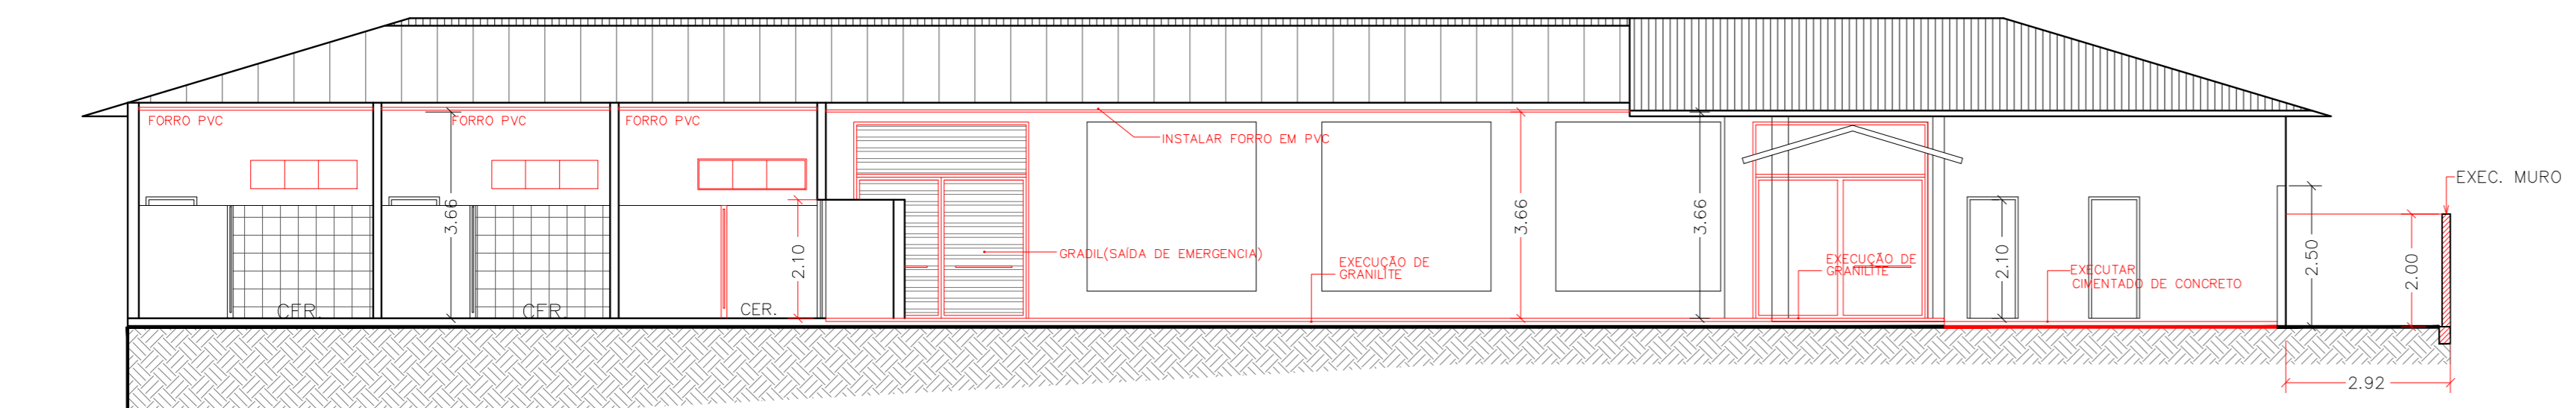 FORRO PVC
FORRO PVC
FORRO PVC
INSTALAR FORRO EM PVC
EXEC. MURO
3.66
3.66
3.66
2.10
2.10
2.50
2.00
GRADIL(SAÍDA DE EMERGENCIA)
EXECUÇÃO DE
GRANILITE
EXECUÇÃO DE
GRANILITE
EXECUTAR
CIMENTADO DE CONCRETO
CER.
CER.
CER.
2.92